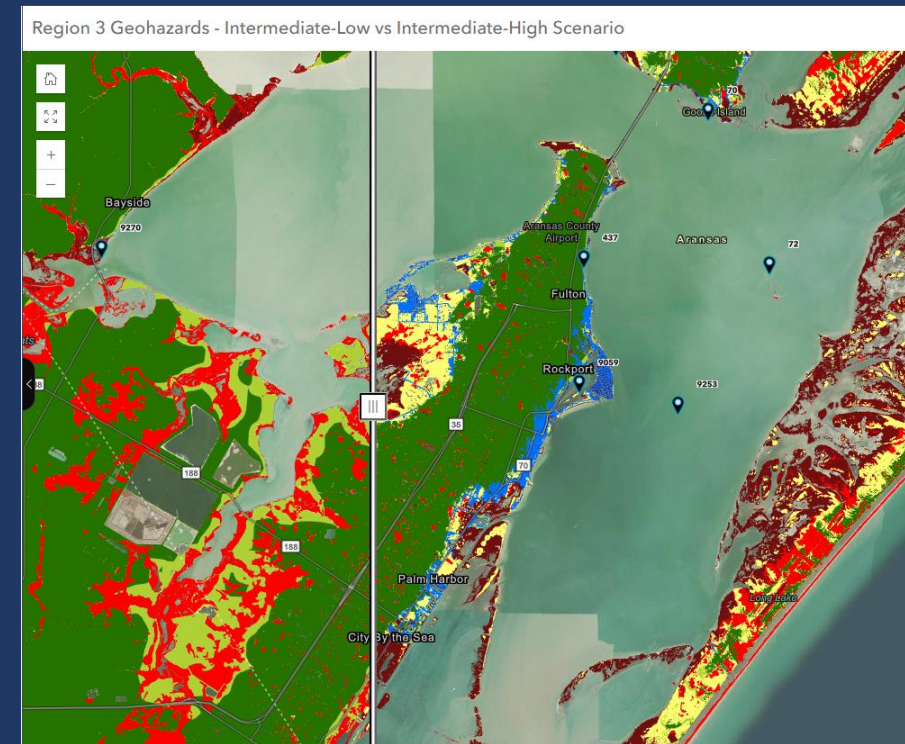 Region 3 Geohazards - Intermediate-Low vs Intermediate-High Scenario
+
−
70
Goose Island
Bayside
9270
Aransas County
Airport
437
Aransas
72
Fulton
9059
Rockport
9253
35
70
188
188
Palm Harbor
Long Lake
City By the Sea